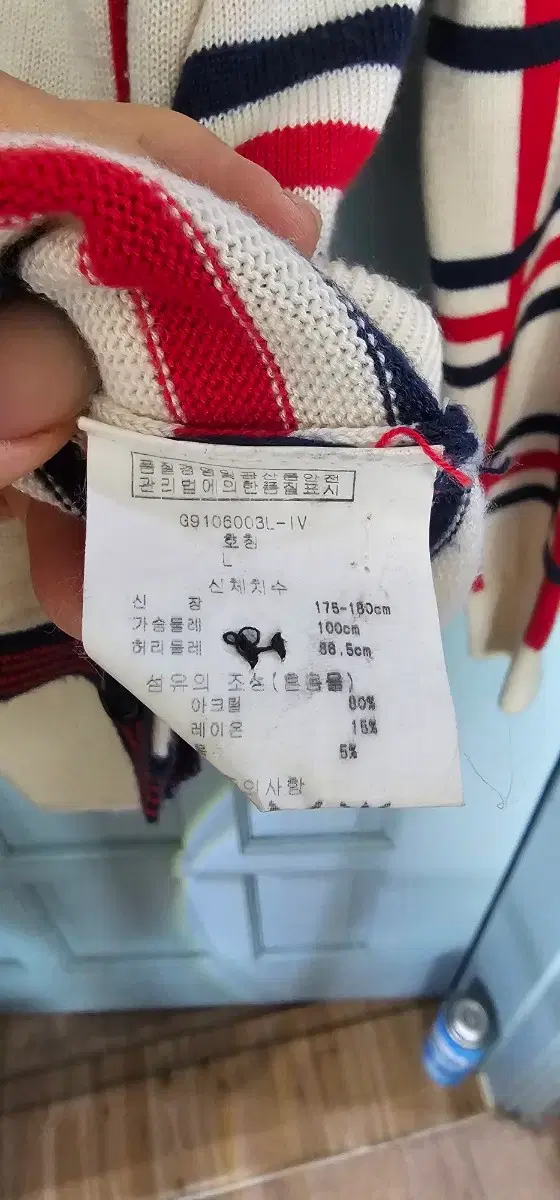 품질경영및공산품안전
관리법에의한품질표시
G9106003L-IV
호칭
L
신체치수
신 장 175-180cm
가슴둘레 100cm
허리둘레 88.5cm
섬유의 조성(혼용률)
아크릴 80%
레이온 15%
5%
의사항